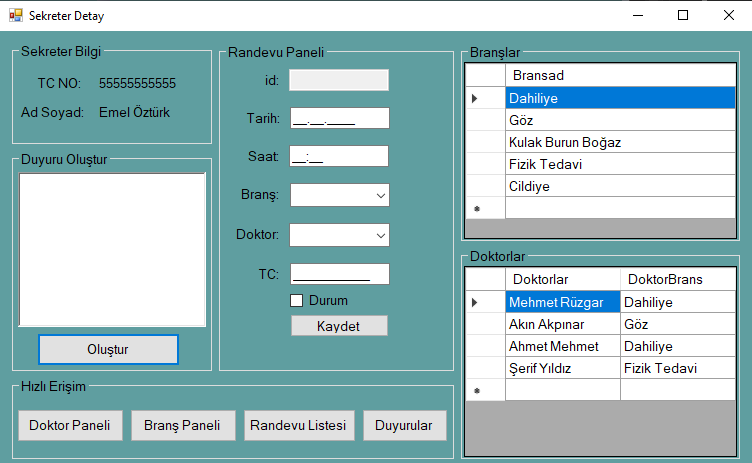 Sekreter Detay
Sekreter Bilgi
TC NO: 55555555555
Ad Soyad: Emel Öztürk
Duyuru Oluştur
Oluştur
Randevu Paneli
id:
Tarih: __.__.____
Saat: __:__
Branş:
Doktor:
TC: ___________
Durum
Kaydet
Branşlar
Bransad
Dahiliye
Göz
Kulak Burun Boğaz
Fizik Tedavi
Cildiye
Doktorlar
Doktorlar DoktorBrans
Mehmet Rüzgar Dahiliye
Akın Akpınar Göz
Ahmet Mehmet Dahiliye
Şerif Yıldız Fizik Tedavi
Hızlı Erişim
Doktor Paneli Branş Paneli Randevu Listesi Duyurular